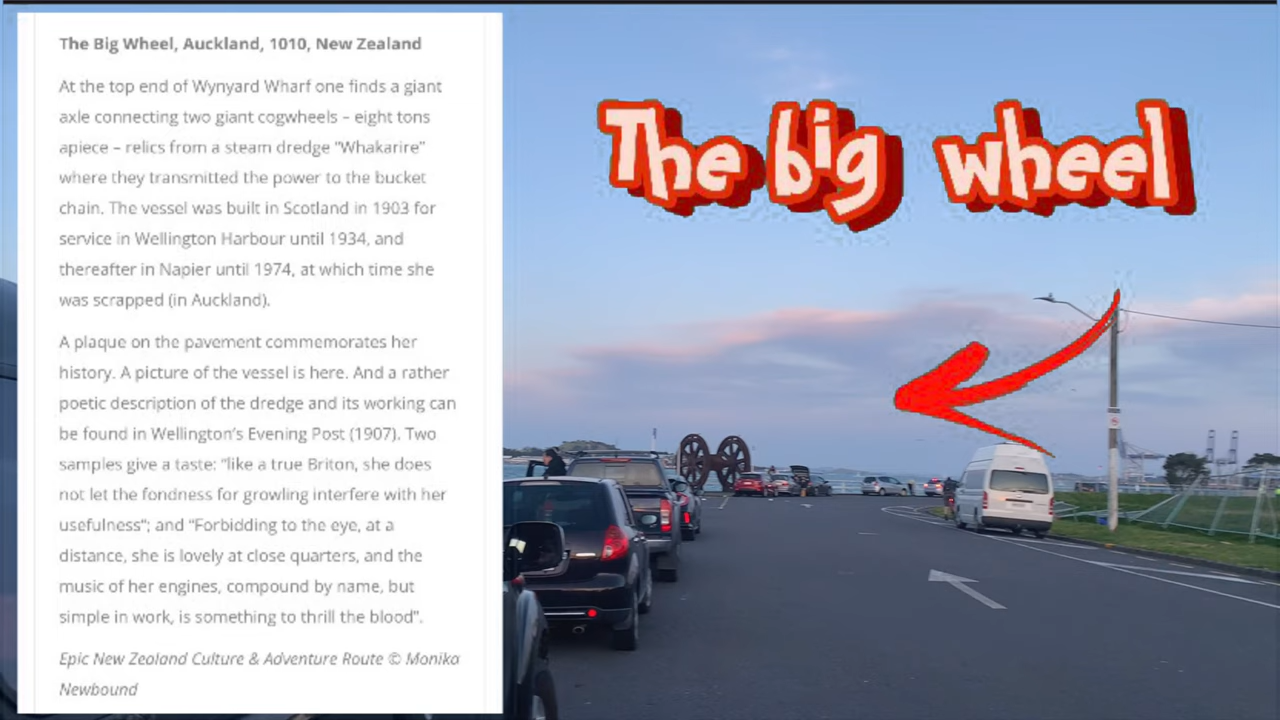 The Big Wheel, Auckland, 1010, New Zealand
At the top end of Wynyard Wharf one finds a giant
axle connecting two giant cogwheels – eight tons
apiece – relics from a steam dredge "Whakarire"
where they transmitted the power to the bucket
chain. The vessel was built in Scotland in 1903 for
service in Wellington Harbour until 1934, and
thereafter in Napier until 1974, at which time she
was scrapped (in Auckland).
A plaque on the pavement commemorates her
history. A picture of the vessel is here. And a rather
poetic description of the dredge and its working can
be found in Wellington's Evening Post (1907). Two
samples give a taste: "like a true Briton, she does
not let the fondness for growling interfere with her
usefulness"; and "Forbidding to the eye, at a
distance, she is lovely at close quarters, and the
music of her engines, compound by name, but
simple in work, is something to thrill the blood".
Epic New Zealand Culture & Adventure Route © Monika
Newbound
The big wheel